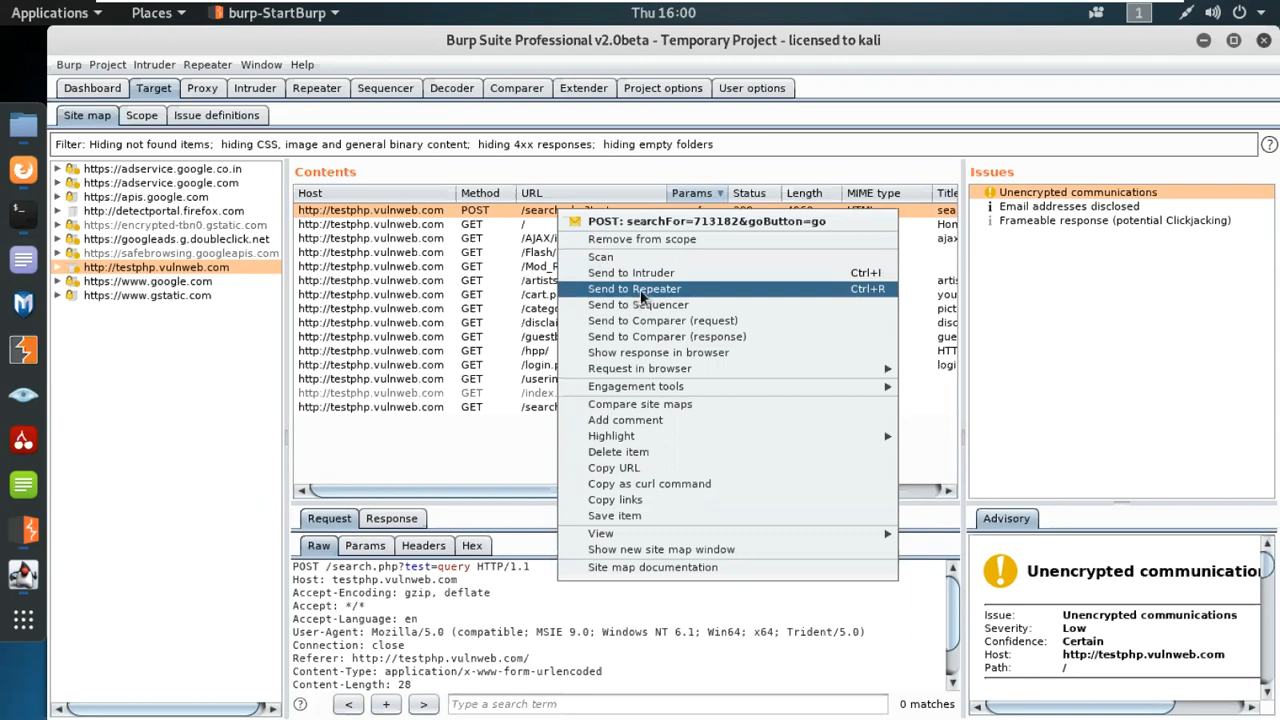 Applications Places burp-StartBurp Thu 16:00 1
Burp Suite Professional v2.0beta - Temporary Project - licensed to kali
Burp Project Intruder Repeater Window Help
Dashboard Target Proxy Intruder Repeater Sequencer Decoder Comparer Extender Project options User options
Site map Scope Issue definitions
Filter: Hiding not found items; hiding CSS, image and general binary content; hiding 4xx responses; hiding empty folders ?
https://adservice.google.co.in
https://adservice.google.com
https://apis.google.com
http://detectportal.firefox.com
https://encrypted-tbn0.gstatic.com
https://googleads.g.doubleclick.net
https://safebrowsing.googleapis.com
http://testphp.vulnweb.com
https://www.google.com
https://www.gstatic.com
Contents
Host Method URL Params Status Length MIME type Title
http://testphp.vulnweb.com POST
http://testphp.vulnweb.com GET /
http://testphp.vulnweb.com GET /AJAX/i
http://testphp.vulnweb.com GET /Flash/
http://testphp.vulnweb.com GET /Mod_R
http://testphp.vulnweb.com GET /artists
http://testphp.vulnweb.com GET /cart.p
http://testphp.vulnweb.com GET /categ
http://testphp.vulnweb.com GET /disclai
http://testphp.vulnweb.com GET /guestb
http://testphp.vulnweb.com GET /hpp/
http://testphp.vulnweb.com GET /login.p
http://testphp.vulnweb.com GET /userin
http://testphp.vulnweb.com GET /index.
http://testphp.vulnweb.com GET /search
sea
Hom
ajax
artis
you
pict
disc
gue
HTT
logi
POST: searchFor=713182&goButton=go
Remove from scope
Scan
Send to Intruder Ctrl+I
Send to Repeater Ctrl+R
Send to Sequencer
Send to Comparer (request)
Send to Comparer (response)
Show response in browser
Request in browser
Engagement tools
Compare site maps
Add comment
Highlight
Delete item
Copy URL
Copy as curl command
Copy links
Save item
View
Show new site map window
Site map documentation
Request Response
Raw Params Headers Hex
POST /search.php?test=query HTTP/1.1
Host: testphp.vulnweb.com
Accept-Encoding: gzip, deflate
Accept: */*
Accept-Language: en
User-Agent: Mozilla/5.0 (compatible; MSIE 9.0; Windows NT 6.1; Win64; x64; Trident/5.0)
Connection: close
Referer: http://testphp.vulnweb.com/
Content-Type: application/x-www-form-urlencoded
Content-Length: 28
? < + > Type a search term 0 matches
Issues
Unencrypted communications
Email addresses disclosed
Frameable response (potential Clickjacking)
Advisory
Unencrypted communication
Issue: Unencrypted communications
Severity: Low
Confidence: Certain
Host: http://testphp.vulnweb.com
Path: /